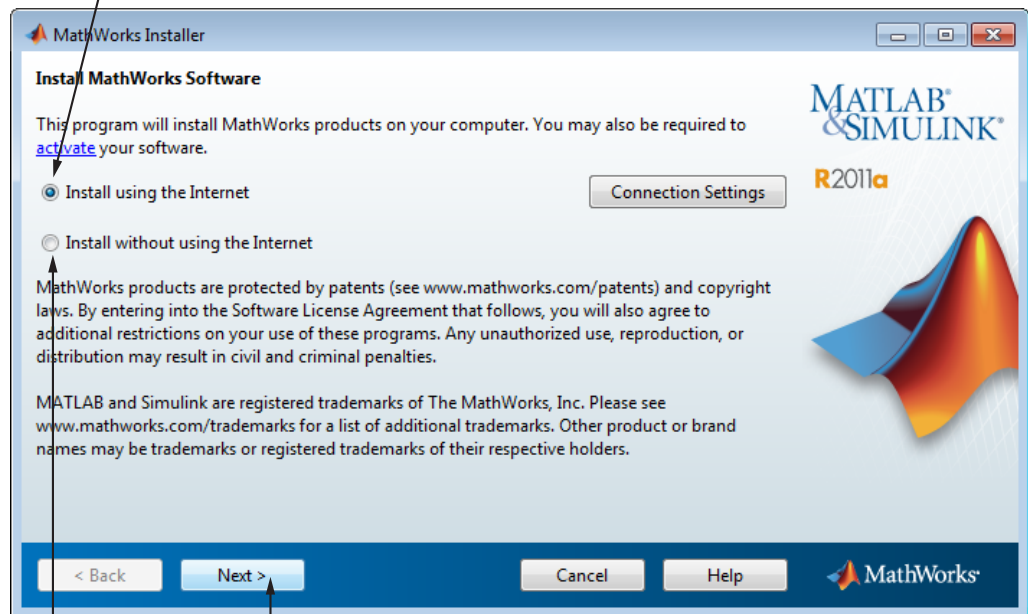 MathWorks Installer
Install MathWorks Software
This program will install MathWorks products on your computer. You may also be required to
activate your software.
Install using the Internet
Connection Settings
Install without using the Internet
MathWorks products are protected by patents (see www.mathworks.com/patents) and copyright
laws. By entering into the Software License Agreement that follows, you will also agree to
additional restrictions on your use of these programs. Any unauthorized use, reproduction, or
distribution may result in civil and criminal penalties.
MATLAB and Simulink are registered trademarks of The MathWorks, Inc. Please see
www.mathworks.com/trademarks for a list of additional trademarks. Other product or brand
names may be trademarks or registered trademarks of their respective holders.
MATLAB®
&SIMULINK®
R2011a
< Back
Next >
Cancel
Help
MathWorks®